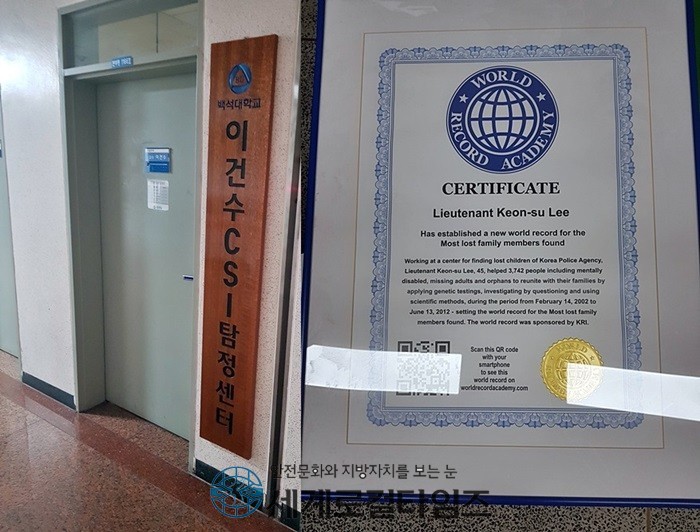 백석대학교
이건수CSI탐정센터
WORLD
RECORD ACADEMY
CERTIFICATE
Lieutenant Keon-su Lee
Has established a new world record for the
Most lost family members found
Working at a center for finding lost children of Korea Police Agency,
Lieutenant Keon-su Lee, 45, helped 3,742 people including mentally
disabled, missing adults and orphans to reunite with their families by
applying genetic testings, investigating by questioning and using
scientific methods, during the period from February 14, 2002 to
June 13, 2012 - setting the world record for the Most lost family
members found. The world record was sponsored by KRI.
Scan this QR code
with your
smartphone
to see this
world record on
worldrecordacademy.com
안전문화와 지방자치를 보는 눈
세계로컬타임즈